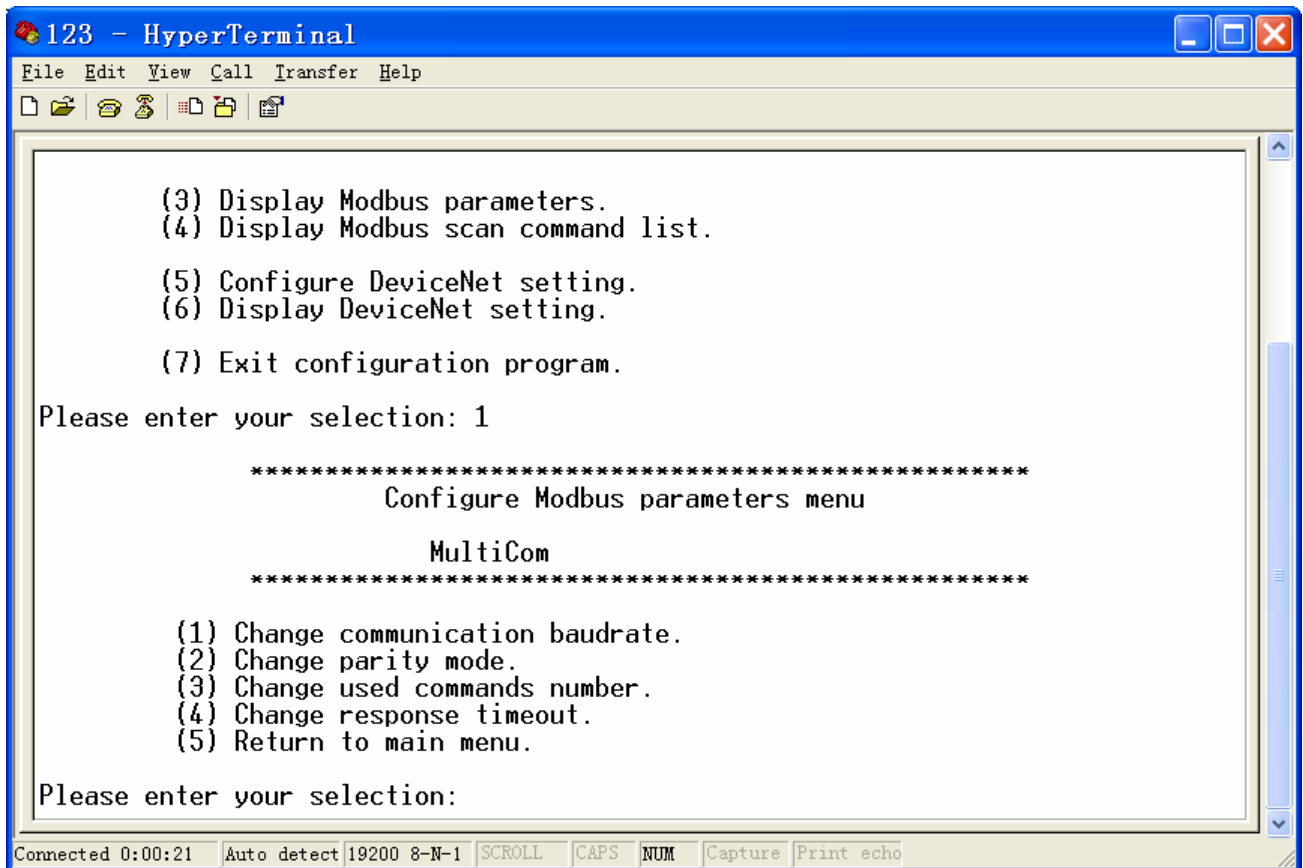 123 - HyperTerminal
File Edit View Call Transfer Help
(3) Display Modbus parameters.
(4) Display Modbus scan command list.
(5) Configure DeviceNet setting.
(6) Display DeviceNet setting.
(7) Exit configuration program.
Please enter your selection: 1
****************************************************
Configure Modbus parameters menu
MultiCom
****************************************************
(1) Change communication baudrate.
(2) Change parity mode.
(3) Change used commands number.
(4) Change response timeout.
(5) Return to main menu.
Please enter your selection:
Connected 0:00:21 Auto detect 19200 8-N-1 SCROLL CAPS NUM Capture Print echo